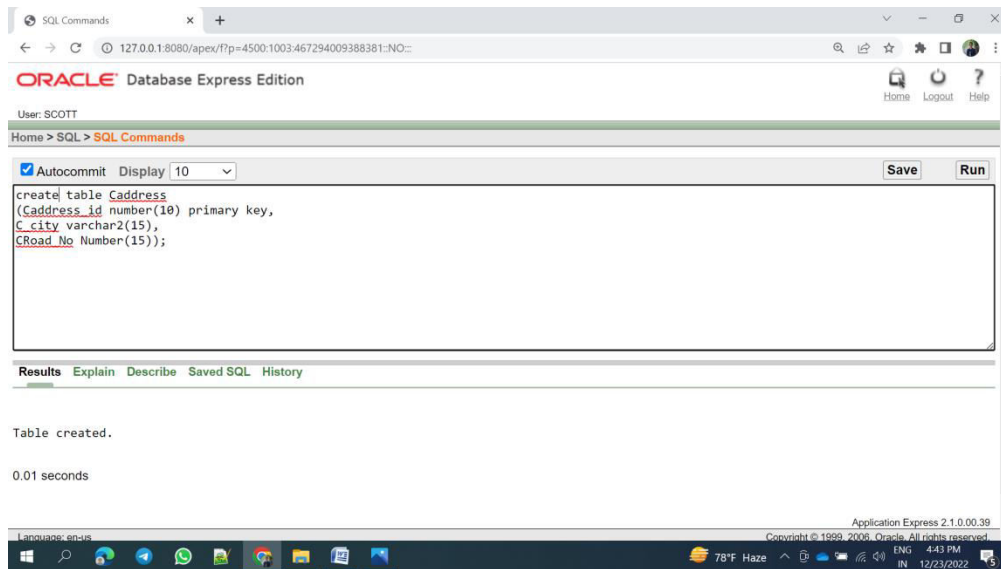 SQL Commands
127.0.0.1:8080/apex/f?p=4500:1003:467294009388381::NO:::
ORACLE® Database Express Edition
Home Logout Help
User: SCOTT
Home > SQL > SQL Commands
Autocommit Display 10 Save Run
create table Caddress
(Caddress_id number(10) primary key,
C_city varchar2(15),
CRoad_No Number(15));
Results Explain Describe Saved SQL History
Table created.
0.01 seconds
Application Express 2.1.0.00.39
Language: en-us Copyright © 1999, 2006, Oracle. All rights reserved.
78°F Haze ENG 4:43 PM
IN 12/23/2022 5